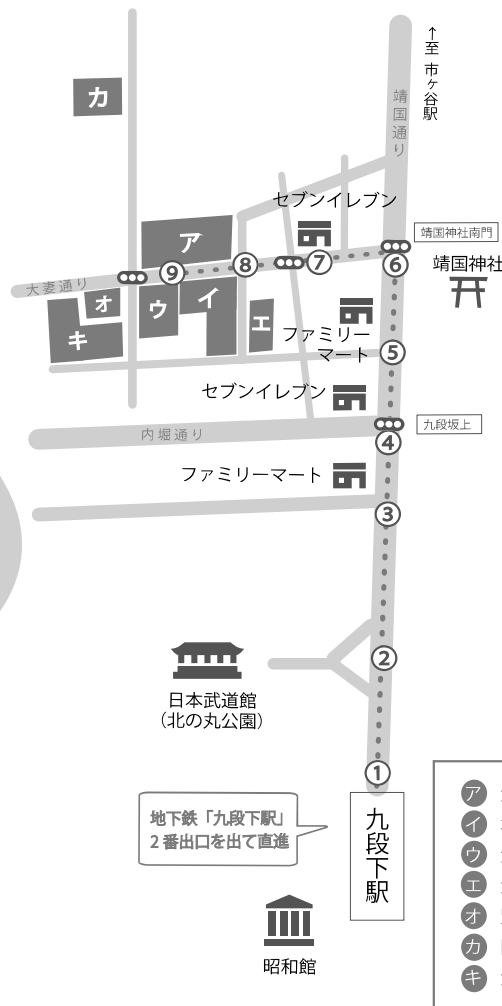 ↑至 市ヶ谷駅
靖国通り
カ
セブンイレブン
ア
靖国神社南門
⑨
⑧
⑦
⑥
靖国神社
大妻通り
オ
ウ
イ
エ
キ
ファミリー
マート
⑤
セブンイレブン
九段坂上
内堀通り
④
ファミリーマート
③
②
日本武道館
(北の丸公園)
①
地下鉄「九段下駅」
2番出口を出て直進
九段下駅
昭和館
ア
イ
ウ
エ
オ
カ
キ